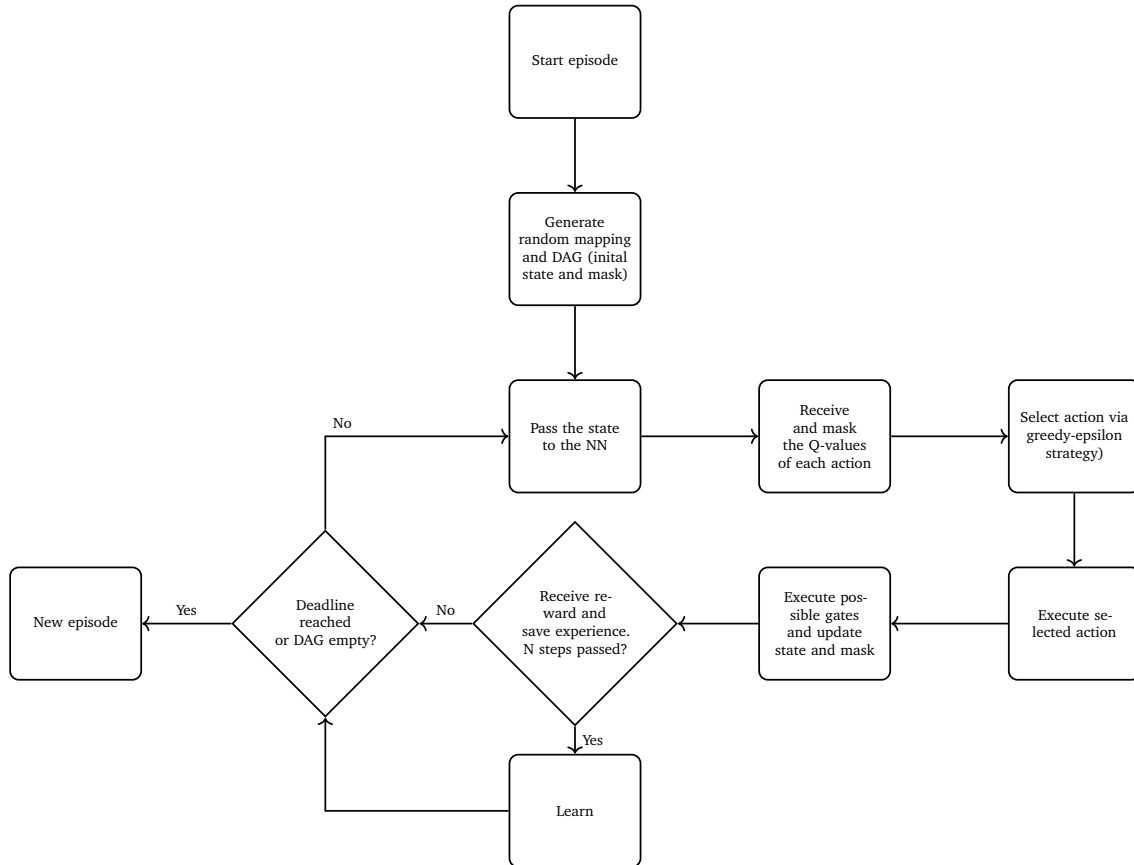 Start episode
Generate
random mapping
and DAG (inital
state and mask)
No
Pass the state
to the NN
Receive
and mask
the Q-values
of each action
Select action via
greedy-epsilon
strategy)
New episode
Yes
Deadline
reached
or DAG empty?
No
Receive re-
ward and
save experience.
N steps passed?
Execute pos-
sible gates
and update
state and mask
Execute se-
lected action
Yes
Learn